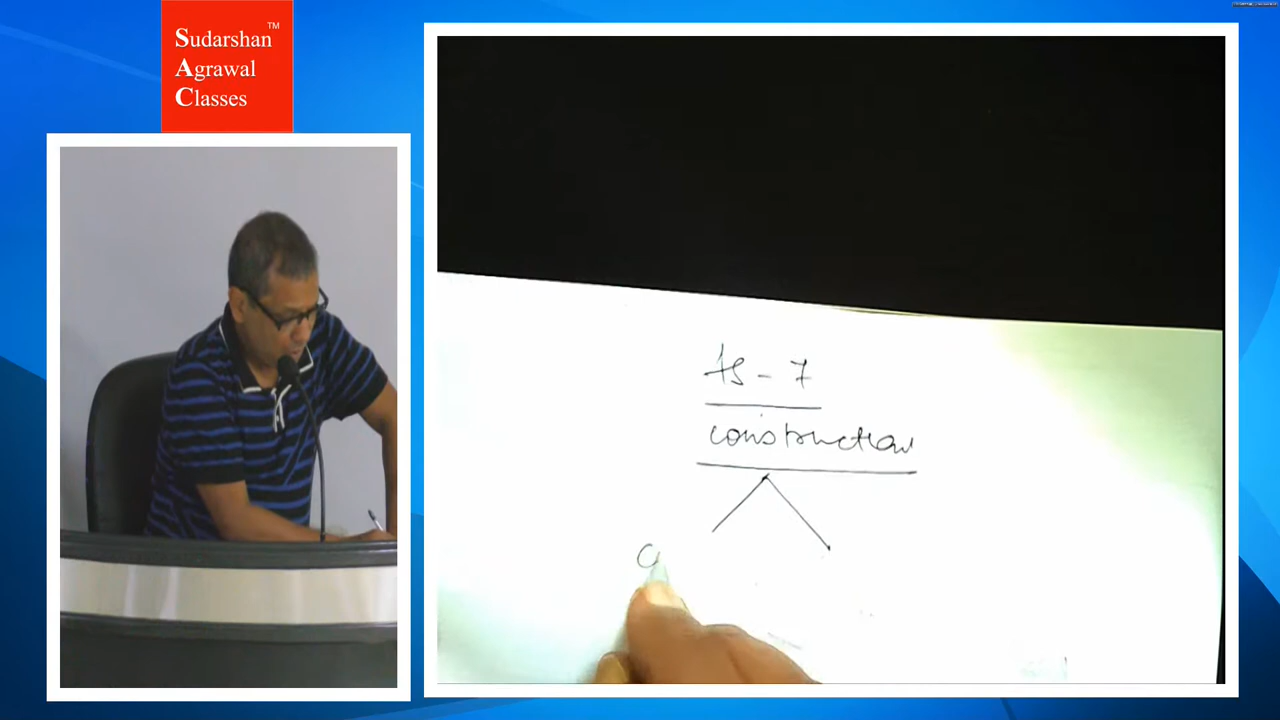 Sudarshan™
Agrawal
Classes
AS - 7
construction